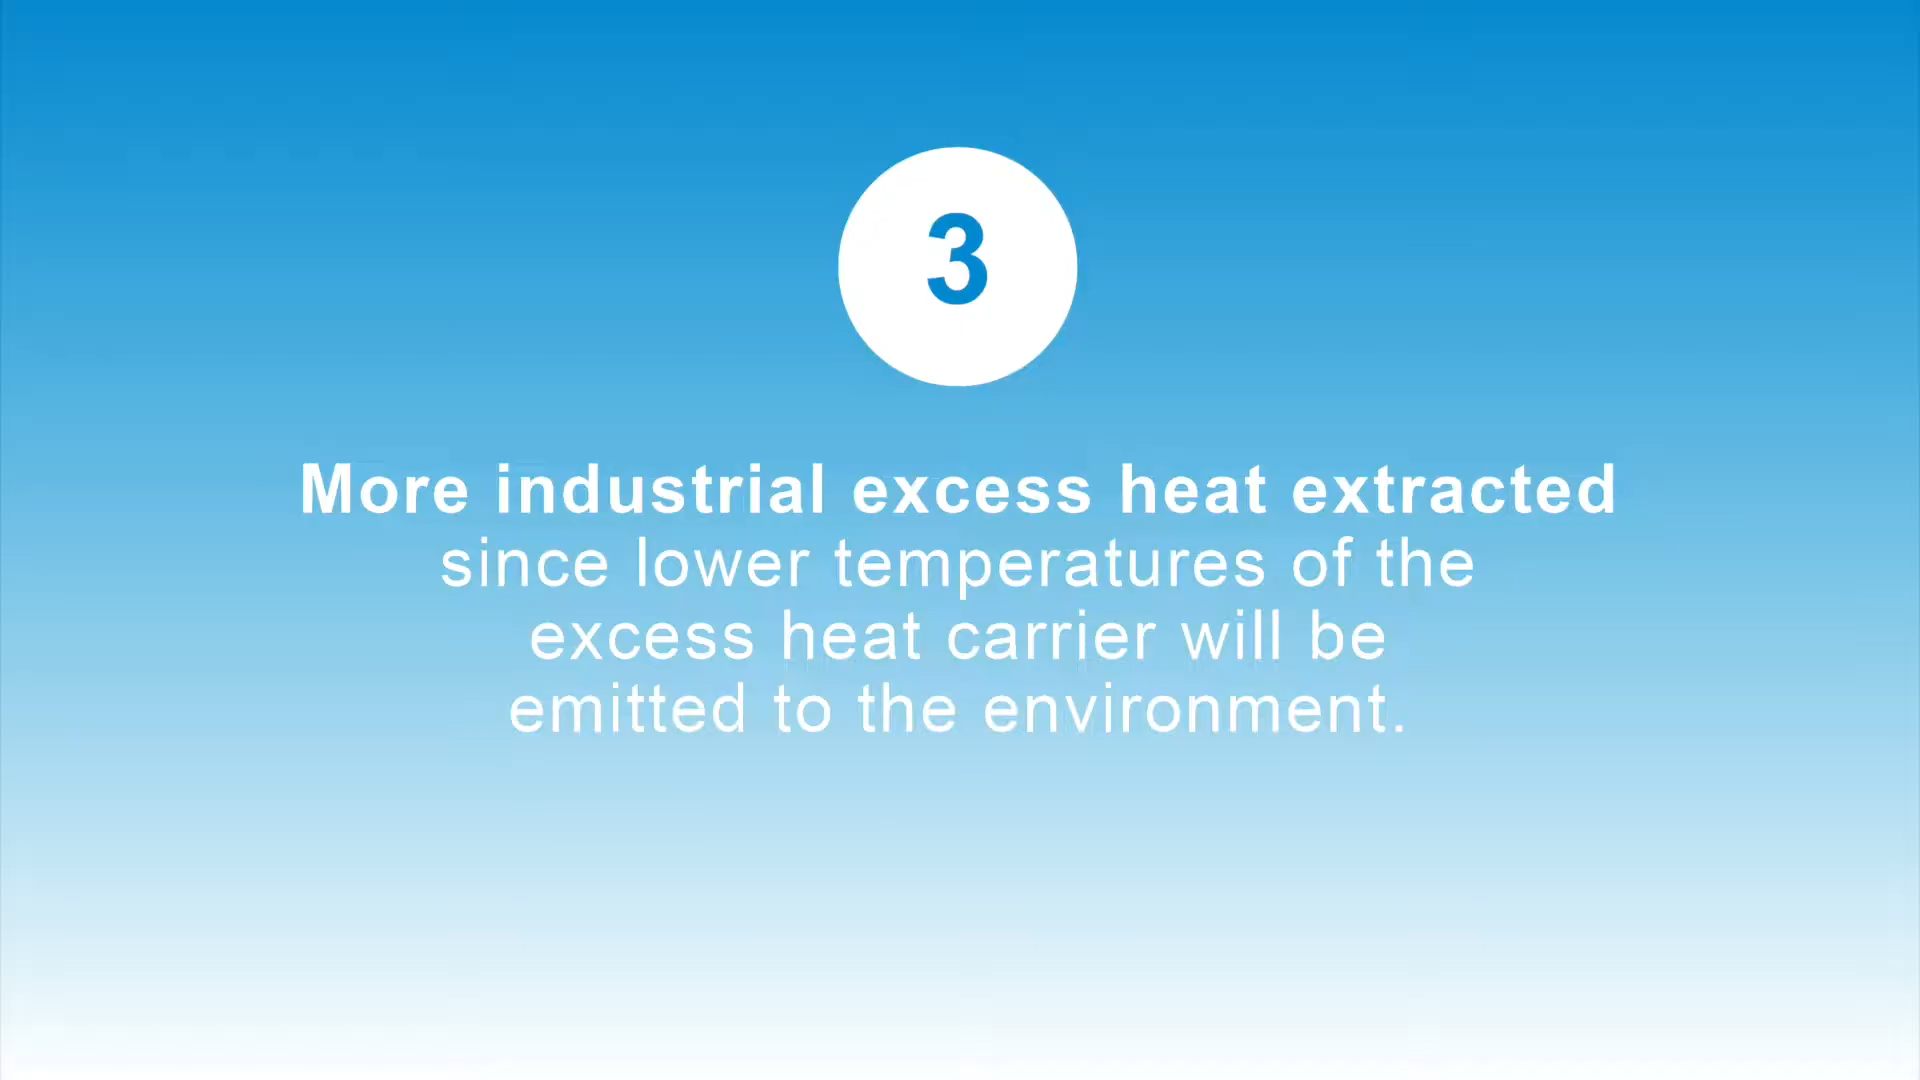 3
More industrial excess heat extracted
since lower temperatures of the
excess heat carrier will be
emitted to the environment.